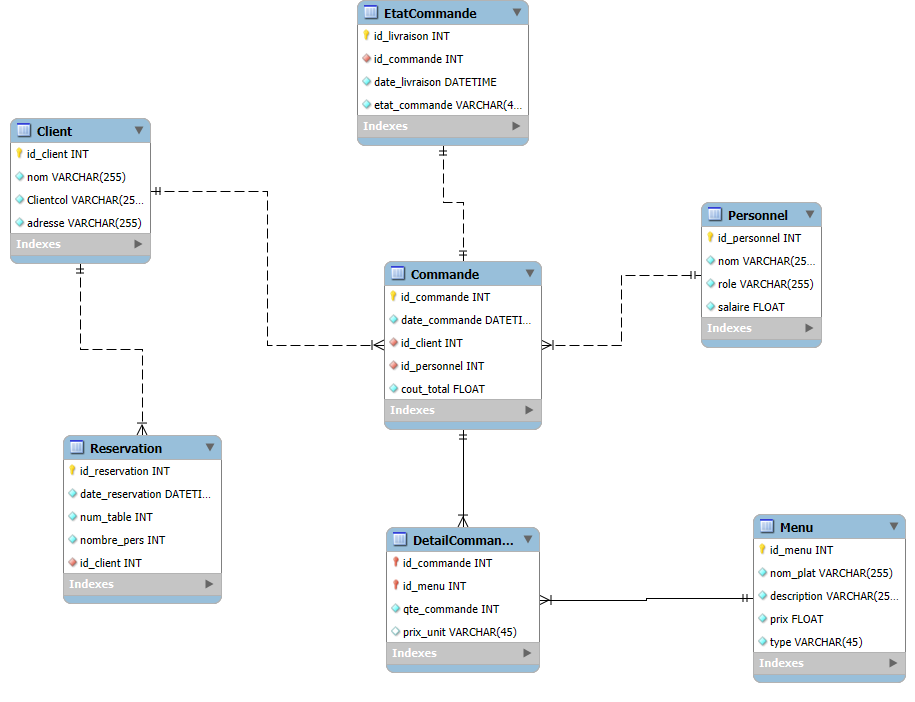 EtatCommande
id_livraison INT
id_commande INT
date_livraison DATETIME
etat_commande VARCHAR(4...
Indexes
Client
id_client INT
nom VARCHAR(255)
Clientcol VARCHAR(25...
adresse VARCHAR(255)
Indexes
Personnel
id_personnel INT
nom VARCHAR(25...
role VARCHAR(255)
salaire FLOAT
Indexes
Commande
id_commande INT
date_commande DATETI...
id_client INT
id_personnel INT
cout_total FLOAT
Indexes
Reservation
id_reservation INT
date_reservation DATETI...
num_table INT
nombre_pers INT
id_client INT
Indexes
DetailComman...
id_commande INT
id_menu INT
qte_commande INT
prix_unit VARCHAR(45)
Indexes
Menu
id_menu INT
nom_plat VARCHAR(255)
description VARCHAR(25...
prix FLOAT
type VARCHAR(45)
Indexes